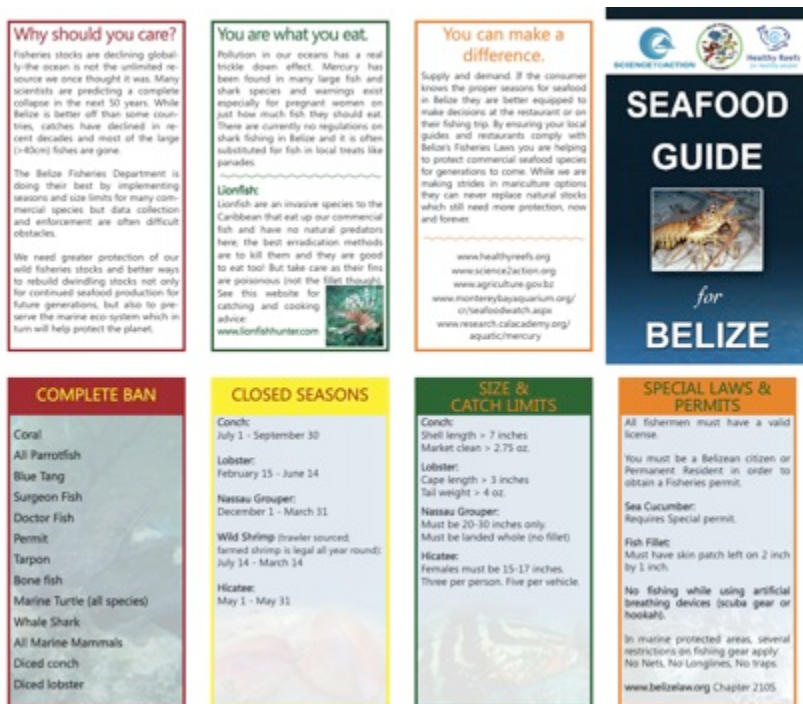 Why should you care?
Fisheries stocks are declining global-
ly-the ocean is not the unlimited re-
source we once thought it was. Many
scientists are predicting a complete
collapse in the next 50 years. While
Belize is better off than some coun-
tries, catches have declined in re-
cent decades and most of the large
(>40cm) fishes are gone.
The Belize Fisheries Department is
doing their best by implementing
seasons and size limits for many com-
mercial species but data collection
and enforcement are often difficult
obstacles.
We need greater protection of our
wild fisheries stocks and better ways
to rebuild dwindling stocks not only
for continued seafood production for
future generations, but also to pre-
serve the marine eco-system which in
turn will help protect the planet.
You are what you eat.
Pollution in our oceans has a real
trickle down effect. Mercury has
been found in many large fish and
shark species and warnings exist
especially for pregnant women on
just how much fish they should eat.
There are currently no regulations on
shark fishing in Belize and it is often
substituted for fish in local treats like
panades.
Lionfish:
Lionfish are an invasive species to the
Caribbean that eat up our commercial
fish and have no natural predators
here, the best erradication methods
are to kill them and they are good
to eat too! But take care as their fins
are poisonous (not the fillet though).
See this website for
catching and cooking
advice:
www.lionfishhunter.com
You can make a
difference.
Supply and demand. If the consumer
knows the proper seasons for seafood
in Belize they are better equipped to
make decisions at the restaurant or on
their fishing trip. By ensuring your local
guides and restaurants comply with
Belize's Fisheries Laws you are helping
to protect commercial seafood species
for generations to come. While we are
making strides in mariculture options
they can never replace natural stocks
which still need more protection, now
and forever.
www.healthyreefs.org
www.science2action.org
www.agriculture.gov.bz
www.montereybayaquarium.org/
cr/seafoodwatch.aspx
www.research.calacademy.org/
aquatic/mercury
SCIENCETOACTION
Healthy Reefs
for healthy people
SEAFOOD
GUIDE
for
BELIZE
COMPLETE BAN
Coral
All Parrotfish
Blue Tang
Surgeon Fish
Doctor Fish
Permit
Tarpon
Bone fish
Marine Turtle (all species)
Whale Shark
All Marine Mammals
Diced conch
Diced lobster
CLOSED SEASONS
Conch:
July 1 - September 30
Lobster:
February 15 - June 14
Nassau Grouper:
December 1 - March 31
Wild Shrimp (trawler sourced,
farmed shrimp is legal all year round):
July 14 - March 14
Hicatee:
May 1 - May 31
SIZE &
CATCH LIMITS
Conch:
Shell length > 7 inches
Market clean > 2.75 oz.
Lobster:
Cape length > 3 inches
Tail weight > 4 oz.
Nassau Grouper:
Must be 20-30 inches only.
Must be landed whole (no fillet)
Hicatee:
Females must be 15-17 inches.
Three per person. Five per vehicle.
SPECIAL LAWS &
PERMITS
All fishermen must have a valid
license.
You must be a Belizean citizen or
Permanent Resident in order to
obtain a Fisheries permit.
Sea Cucumber:
Requires Special permit.
Fish Fillet:
Must have skin patch left on 2 inch
by 1 inch.
No fishing while using artificial
breathing devices (scuba gear or
hookah).
In marine protected areas, several
restrictions on fishing gear apply:
No Nets, No Longlines, No traps.
www.belizelaw.org Chapter 210S